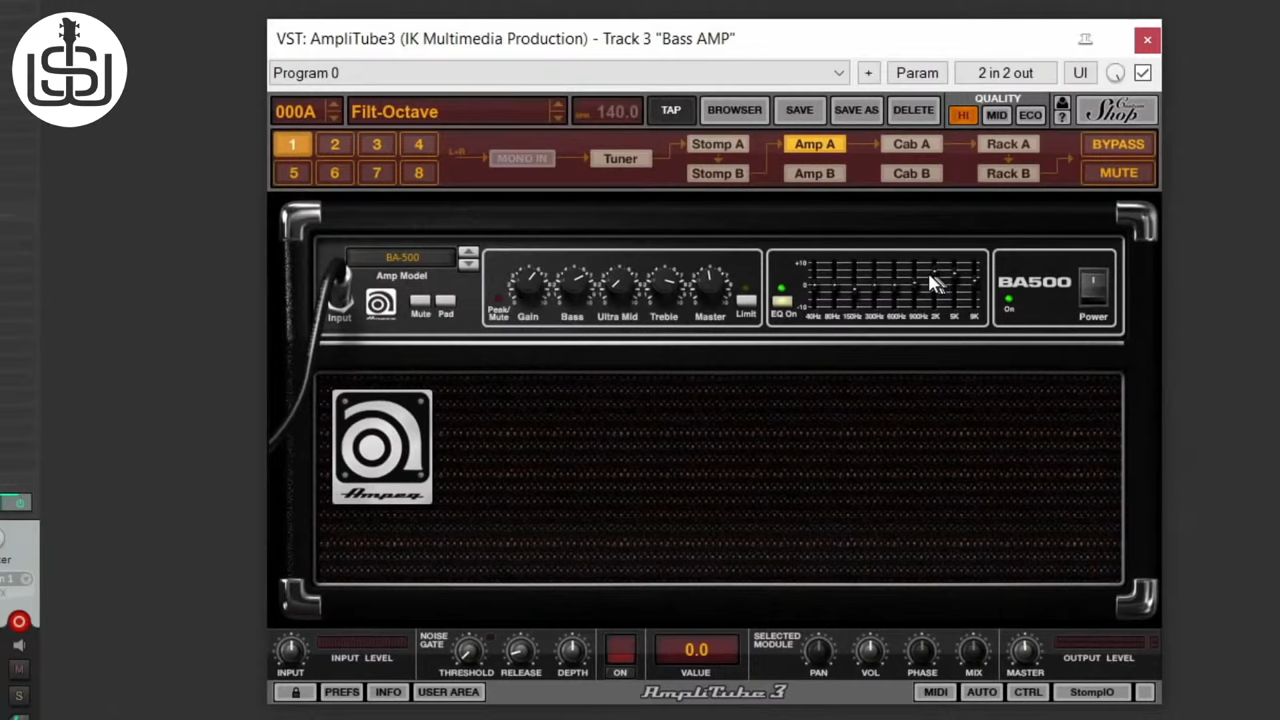 VST: AmpliTube3 (IK Multimedia Production) - Track 3 "Bass AMP"
Program 0
+
Param
2 in 2 out
UI
000A
Filt-Octave
BPM 140.0
TAP
BROWSER
SAVE
SAVE AS
DELETE
QUALITY
HI
MID
ECO
?
Custom
Shop
1
2
3
4
5
6
7
8
L+R
MONO IN
Tuner
Stomp A
Stomp B
Amp A
Amp B
Cab A
Cab B
Rack A
Rack B
BYPASS
MUTE
BA-500
Amp Model
Input
Mute
Pad
Peak/
Mute
Gain
Bass
Ultra Mid
Treble
Master
Limit
EQ On
+10
0
-10
40Hz 80Hz 150Hz 300Hz 600Hz 900Hz 2K 5K 9K
BA500
On
Power
Ampeg
INPUT
INPUT LEVEL
NOISE
GATE
THRESHOLD
RELEASE
DEPTH
ON
0.0
VALUE
SELECTED
MODULE
PAN
VOL
PHASE
MIX
MASTER
OUTPUT LEVEL
PREFS
INFO
USER AREA
AmpliTube 3
MIDI
AUTO
CTRL
StompIO
M
S